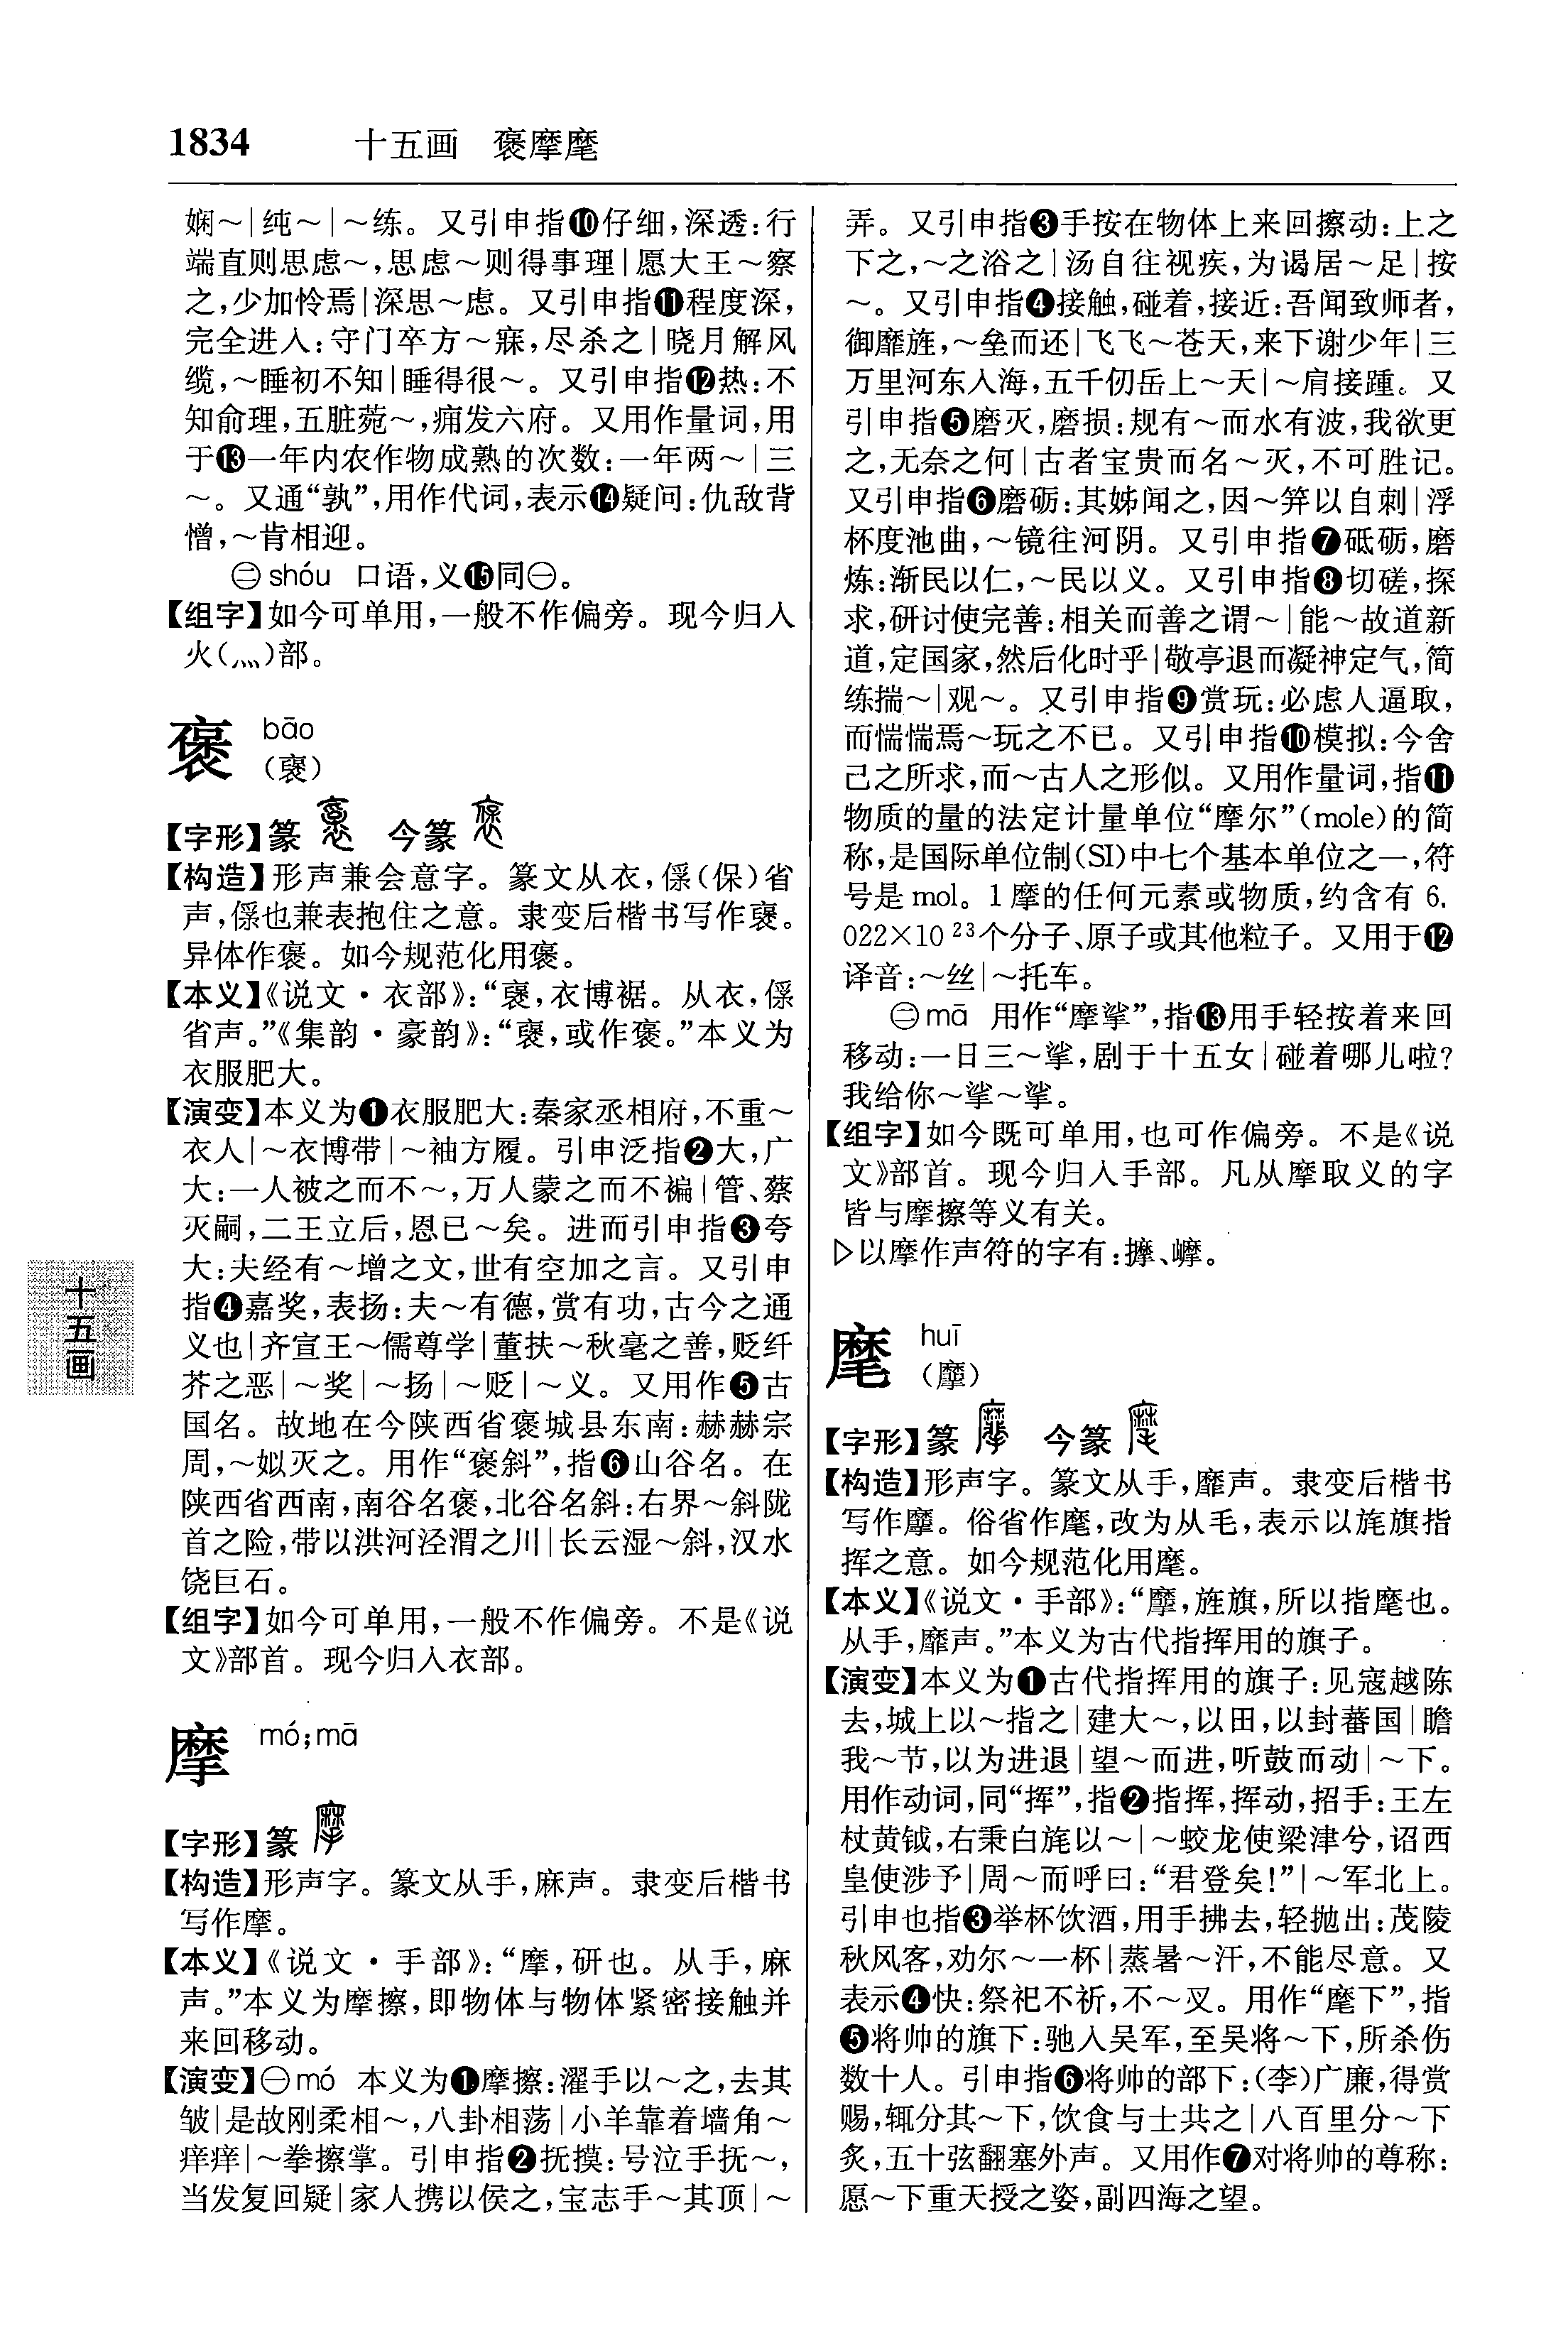 1834 十五画 褒摩麾
娴～|纯～|～练。又引申指❿仔细,深透:行
端直则思虑～,思虑～则得事理|愿大王～察
之,少加怜焉|深思～虑。又引申指⓫程度深,
完全进入:守门卒方～寐,尽杀之|晓月解风
缆,～睡初不知|睡得很～。又引申指⓬热:不
知俞理,五脏菀～,痈发六府。又用作量词,用
于⓭一年内农作物成熟的次数:一年两～|三
～。又通“孰”,用作代词,表示⓮疑问:仇敌背
憎,～肯相迎。
㊁shóu 口语,义⓯同㊀。
【组字】如今可单用,一般不作偏旁。现今归入
火(灬)部。
褒 bāo
(襃)
【字形】篆 今篆
【构造】形声兼会意字。篆文从衣,𠈃(保)省
声,𠈃也兼表抱住之意。隶变后楷书写作襃。
异体作褒。如今规范化用褒。
【本义】《说文·衣部》:“襃,衣博裾。从衣,𠈃
省声。”《集韵·豪韵》:“襃,或作褒。”本义为
衣服肥大。
【演变】本义为❶衣服肥大:秦家丞相府,不重～
衣人|～衣博带|～袖方履。引申泛指❷大,广
大:一人被之而不～,万人蒙之而不褊|管、蔡
灭嗣,二王立后,恩已～矣。进而引申指❸夸
大:夫经有～增之文,世有空加之言。又引申
指❹嘉奖,表扬:夫～有德,赏有功,古今之通
义也|齐宣王～儒尊学|董扶～秋毫之善,贬纤
芥之恶|～奖|～扬|～贬|～义。又用作❺古
国名。故地在今陕西省褒城县东南:赫赫宗
周,～姒灭之。用作“褒斜”,指❻山谷名。在
陕西省西南,南谷名褒,北谷名斜:右界～斜陇
首之险,带以洪河泾渭之川|长云湿～斜,汉水
饶巨石。
【组字】如今可单用,一般不作偏旁。不是《说
文》部首。现今归入衣部。
摩 mó;mā
【字形】篆
【构造】形声字。篆文从手,麻声。隶变后楷书
写作摩。
【本义】《说文·手部》:“摩,研也。从手,麻
声。”本义为摩擦,即物体与物体紧密接触并
来回移动。
【演变】㊀mó 本义为❶摩擦:濯手以～之,去其
皱|是故刚柔相～,八卦相荡|小羊靠着墙角～
痒痒|～拳擦掌。引申指❷抚摸:号泣手抚～,
当发复回疑|家人携以侯之,宝志手～其顶|～
弄。又引申指❸手按在物体上来回擦动:上之
下之,～之浴之|汤自往视疾,为谒居～足|按
～。又引申指❹接触,碰着,接近:吾闻致师者,
御靡旌,～垒而还|飞飞～苍天,来下谢少年|三
万里河东入海,五千仞岳上～天|～肩接踵。又
引申指❺磨灭,磨损:规有～而水有波,我欲更
之,无奈之何|古者宝贵而名～灭,不可胜记。
又引申指❻磨砺:其姊闻之,因～笄以自刺|浮
杯度池曲,～镜往河阴。又引申指❼砥砺,磨
炼:渐民以仁,～民以义。又引申指❽切磋,探
求,研讨使完善:相关而善之谓～|能～故道新
道,定国家,然后化时乎|敬亭退而凝神定气,简
练揣～|观～。又引申指❾赏玩:必虑人逼取,
而惴惴焉～玩之不已。又引申指❿模拟:今舍
己之所求,而～古人之形似。又用作量词,指⓫
物质的量的法定计量单位“摩尔”(mole)的简
称,是国际单位制(SI)中七个基本单位之一,符
号是 mol。1 摩的任何元素或物质,约含有 6.
022×10²³个分子、原子或其他粒子。又用于⓬
译音:～丝|～托车。
㊁mā 用作“摩挲”,指⓭用手轻按着来回
移动:一日三～挲,剧于十五女|碰着哪儿啦?
我给你～挲～挲。
【组字】如今既可单用,也可作偏旁。不是《说
文》部首。现今归入手部。凡从摩取义的字
皆与摩擦等义有关。
▷以摩作声符的字有:攠、㠢。
麾 huī
(𪎮)
【字形】篆 今篆
【构造】形声字。篆文从手,靡声。隶变后楷书
写作𪎮。俗省作麾,改为从毛,表示以旄旗指
挥之意。如今规范化用麾。
【本义】《说文·手部》:“𪎮,旌旗,所以指麾也。
从手,靡声。”本义为古代指挥用的旗子。
【演变】本义为❶古代指挥用的旗子:见寇越陈
去,城上以～指之|建大～,以田,以封蕃国|瞻
我～节,以为进退|望～而进,听鼓而动|～下。
用作动词,同“挥”,指❷指挥,挥动,招手:王左
杖黄钺,右秉白旄以～|～蛟龙使梁津兮,诏西
皇使涉予|周～而呼曰:“君登矣!”|～军北上。
引申也指❸举杯饮酒,用手拂去,轻抛出:茂陵
秋风客,劝尔～一杯|蒸暑～汗,不能尽意。又
表示❹快:祭祀不祈,不～叉。用作“麾下”,指
❺将帅的旗下:驰入吴军,至吴将～下,所杀伤
数十人。引申指❻将帅的部下:(李)广廉,得赏
赐,辄分其～下,饮食与士共之|八百里分～下
炙,五十弦翻塞外声。又用作❼对将帅的尊称:
愿～下重天授之姿,副四海之望。
十五画